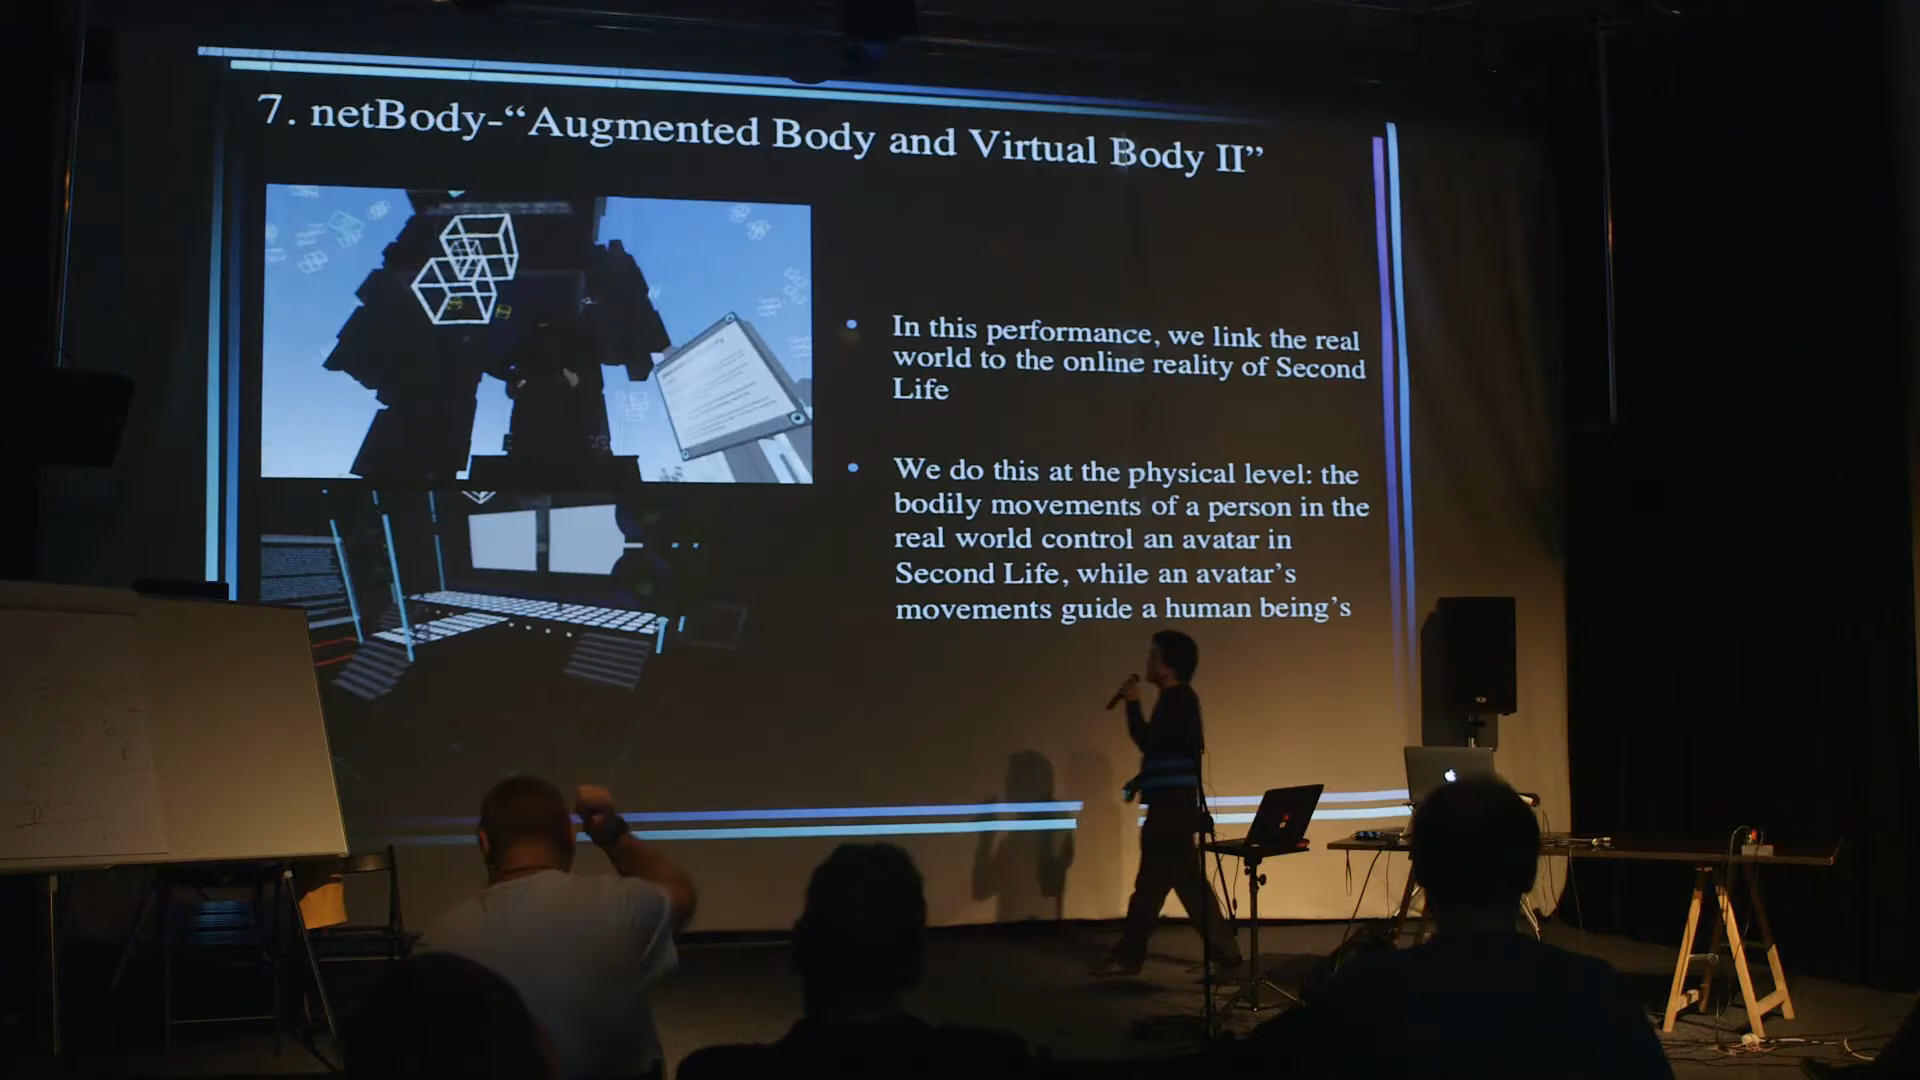 7. netBody-“Augmented Body and Virtual Body II”
In this performance, we link the real
world to the online reality of Second
Life
We do this at the physical level: the
bodily movements of a person in the
real world control an avatar in
Second Life, while an avatar’s
movements guide a human being’s